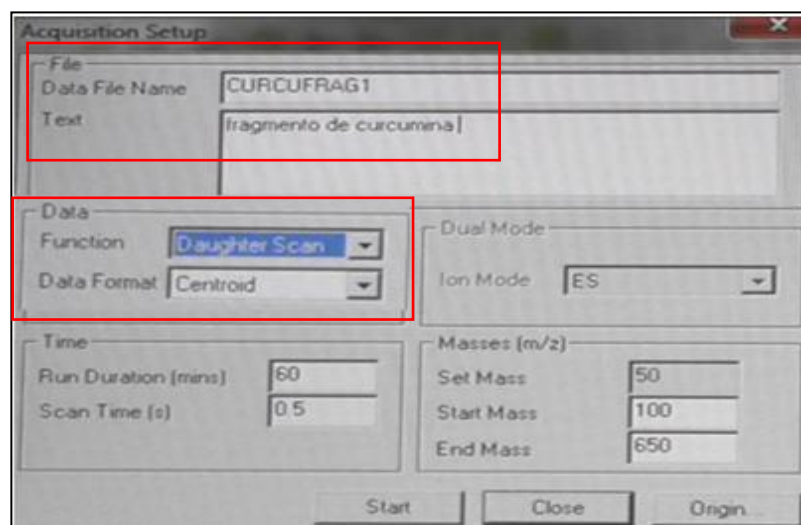 Acquisition Setup
File
Data File Name CURCUFRAG1
Text fragmento de curcumina
Data
Function Daughter Scan
Data Format Centroid
Dual Mode
Ion Mode ES
Time
Run Duration (mins) 60
Scan Time (s) 0.5
Masses (m/z)
Set Mass 50
Start Mass 100
End Mass 650
Start Close Origin...